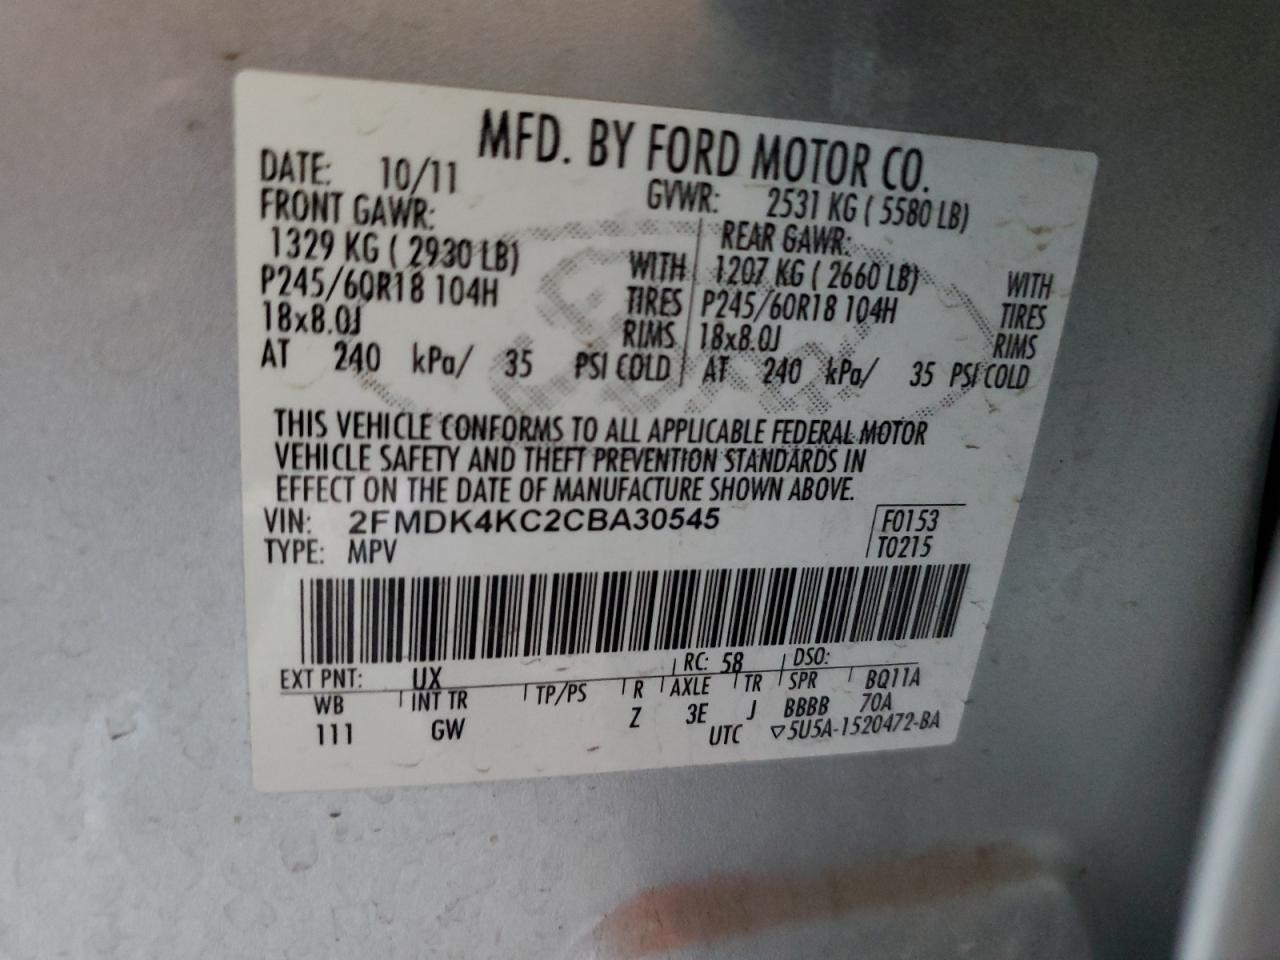 MFD. BY FORD MOTOR CO.
DATE: 10/11 GVWR: 2531 KG ( 5580 LB)
FRONT GAWR: REAR GAWR:
1329 KG ( 2930 LB) WITH 1207 KG ( 2660 LB) WITH
P245/60R18 104H TIRES P245/60R18 104H TIRES
18x8.0J RIMS 18x8.0J RIMS
AT 240 kPa/ 35 PSI COLD AT 240 kPa/ 35 PSI COLD
THIS VEHICLE CONFORMS TO ALL APPLICABLE FEDERAL MOTOR
VEHICLE SAFETY AND THEFT PREVENTION STANDARDS IN
EFFECT ON THE DATE OF MANUFACTURE SHOWN ABOVE.
VIN: 2FMDK4KC2CBA30545 F0153
TYPE: MPV T0215
EXT PNT: UX RC: 58 DSO:
WB INT TR TP/PS R AXLE TR SPR BQ11A
111 GW Z 3E J BBBB 70A
UTC ▽5U5A-1520472-BA